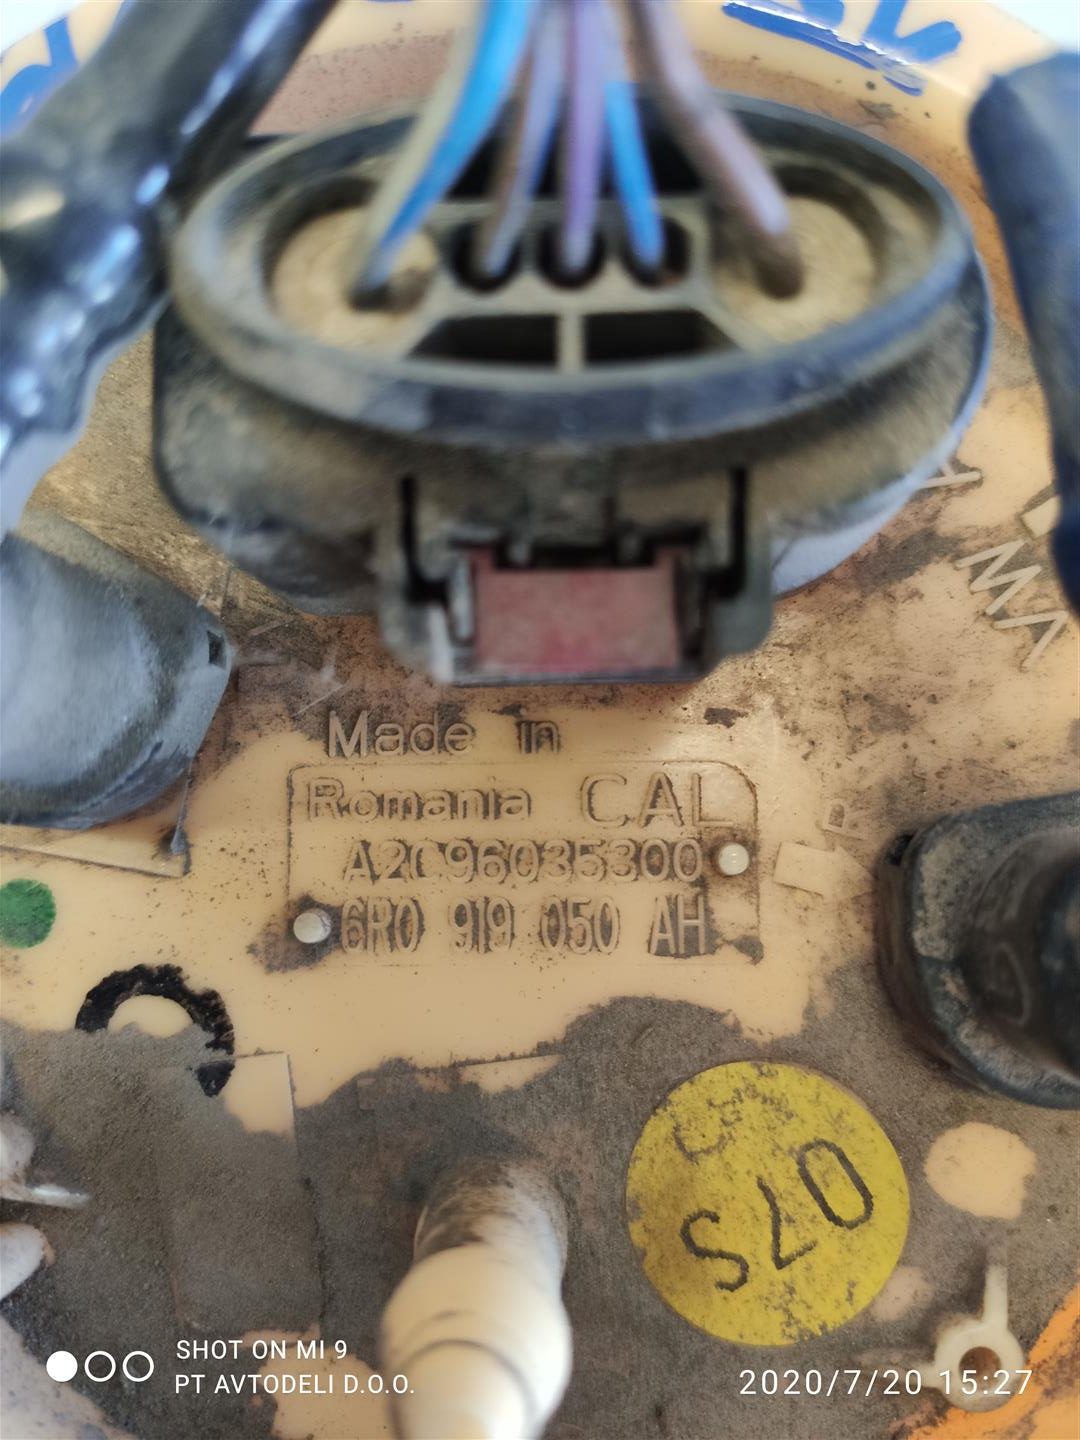 Made in
Romania CAL
A2C96035300
6R0 919 050 AH
07S
SHOT ON MI 9
PT AVTODELI D.O.O.
2020/7/20 15:27